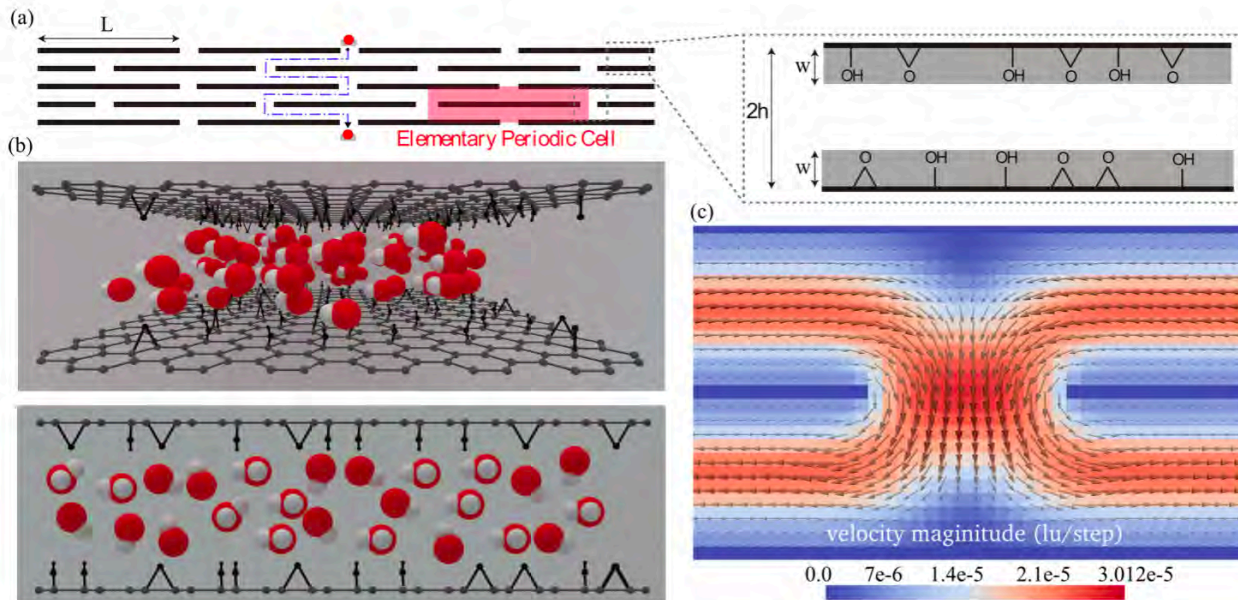 (a)
L
Elementary Periodic Cell
2h
w
OH
O
OH
O
OH
O
w
O
OH
OH
O
O
OH
(b)
(c)
velocity maginitude (lu/step)
0.0 7e-6 1.4e-5 2.1e-5 3.012e-5